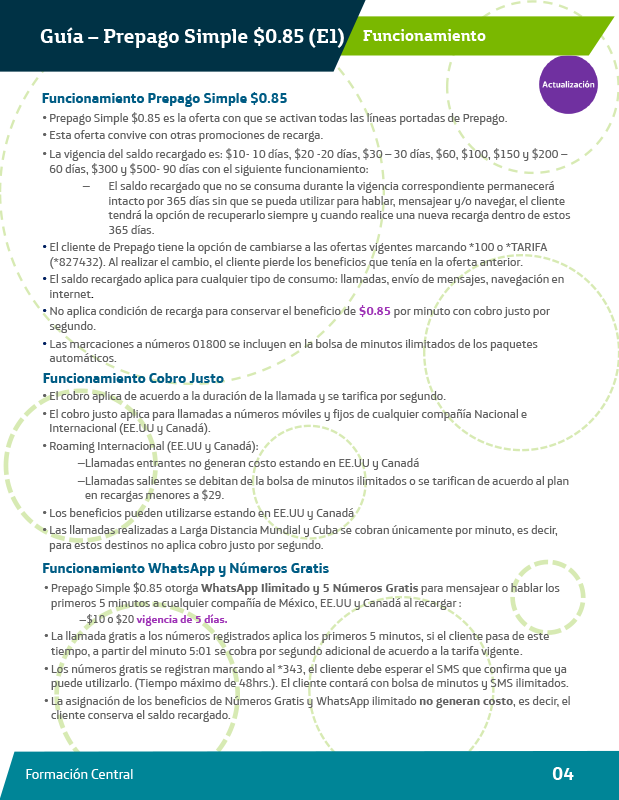 Guía – Prepago Simple $0.85 (E1)
Funcionamiento
Actualización
Funcionamiento Prepago Simple $0.85
• Prepago Simple $0.85 es la oferta con que se activan todas las líneas portadas de Prepago.
• Esta oferta convive con otras promociones de recarga.
• La vigencia del saldo recargado es: $10- 10 días, $20 -20 días, $30 – 30 días, $60, $100, $150 y $200 –
60 días, $300 y $500- 90 días con el siguiente funcionamiento:
– El saldo recargado que no se consuma durante la vigencia correspondiente permanecerá
intacto por 365 días sin que se pueda utilizar para hablar, mensajear y/o navegar, el cliente
tendrá la opción de recuperarlo siempre y cuando realice una nueva recarga dentro de estos
365 días.
• El cliente de Prepago tiene la opción de cambiarse a las ofertas vigentes marcando *100 o *TARIFA
(*827432). Al realizar el cambio, el cliente pierde los beneficios que tenía en la oferta anterior.
• El saldo recargado aplica para cualquier tipo de consumo: llamadas, envío de mensajes, navegación en
internet.
• No aplica condición de recarga para conservar el beneficio de $0.85 por minuto con cobro justo por
segundo.
• Las marcaciones a números 01800 se incluyen en la bolsa de minutos ilimitados de los paquetes
automáticos.
Funcionamiento Cobro Justo
• El cobro aplica de acuerdo a la duración de la llamada y se tarifica por segundo.
• El cobro justo aplica para llamadas a números móviles y fijos de cualquier compañía Nacional e
Internacional (EE.UU y Canadá).
• Roaming Internacional (EE.UU y Canadá):
–Llamadas entrantes no generan costo estando en EE.UU y Canadá
–Llamadas salientes se debitan de la bolsa de minutos ilimitados o se tarifican de acuerdo al plan
en recargas menores a $29.
• Los beneficios pueden utilizarse estando en EE.UU y Canadá
• Las llamadas realizadas a Larga Distancia Mundial y Cuba se cobran únicamente por minuto, es decir,
para estos destinos no aplica cobro justo por segundo.
Funcionamiento WhatsApp y Números Gratis
• Prepago Simple $0.85 otorga WhatsApp Ilimitado y 5 Números Gratis para mensajear o hablar los
primeros 5 minutos a cualquier compañía de México, EE.UU y Canadá al recargar :
–$10 o $20 vigencia de 5 días.
• La llamada gratis a los números registrados aplica los primeros 5 minutos, si el cliente pasa de este
tiempo, a partir del minuto 5:01 se cobra por segundo adicional de acuerdo a la tarifa vigente.
• Los números gratis se registran marcando al *343, el cliente debe esperar el SMS que confirma que ya
puede utilizarlo. (Tiempo máximo de 48hrs.). El cliente contará con bolsa de minutos y SMS ilimitados.
• La asignación de los beneficios de Números Gratis y WhatsApp ilimitado no generan costo, es decir, el
cliente conserva el saldo recargado.
Formación Central
04